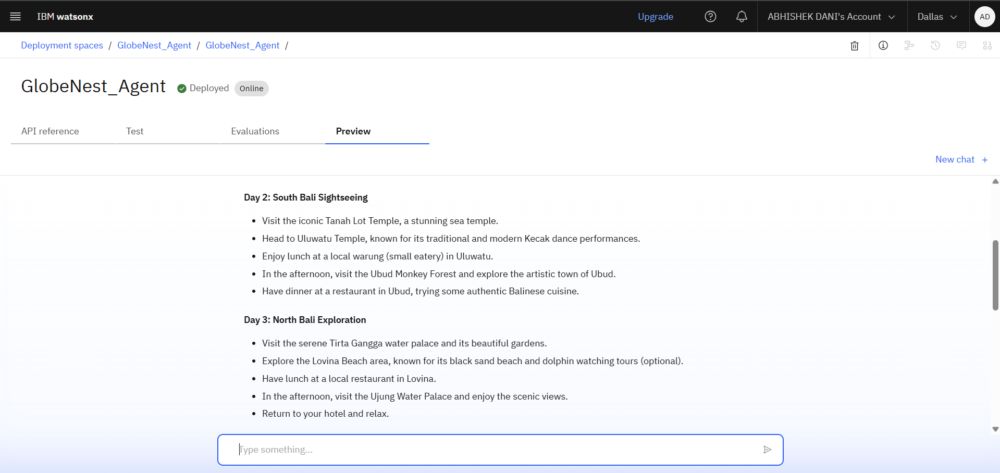 IBM watsonx
Upgrade
ABHISHEK DANI's Account
Dallas
AD
Deployment spaces / GlobeNest_Agent / GlobeNest_Agent /
GlobeNest_Agent
Deployed
Online
API reference
Test
Evaluations
Preview
New chat +
Day 2: South Bali Sightseeing
• Visit the iconic Tanah Lot Temple, a stunning sea temple.
• Head to Uluwatu Temple, known for its traditional and modern Kecak dance performances.
• Enjoy lunch at a local warung (small eatery) in Uluwatu.
• In the afternoon, visit the Ubud Monkey Forest and explore the artistic town of Ubud.
• Have dinner at a restaurant in Ubud, trying some authentic Balinese cuisine.
Day 3: North Bali Exploration
• Visit the serene Tirta Gangga water palace and its beautiful gardens.
• Explore the Lovina Beach area, known for its black sand beach and dolphin watching tours (optional).
• Have lunch at a local restaurant in Lovina.
• In the afternoon, visit the Ujung Water Palace and enjoy the scenic views.
• Return to your hotel and relax.
Type something...